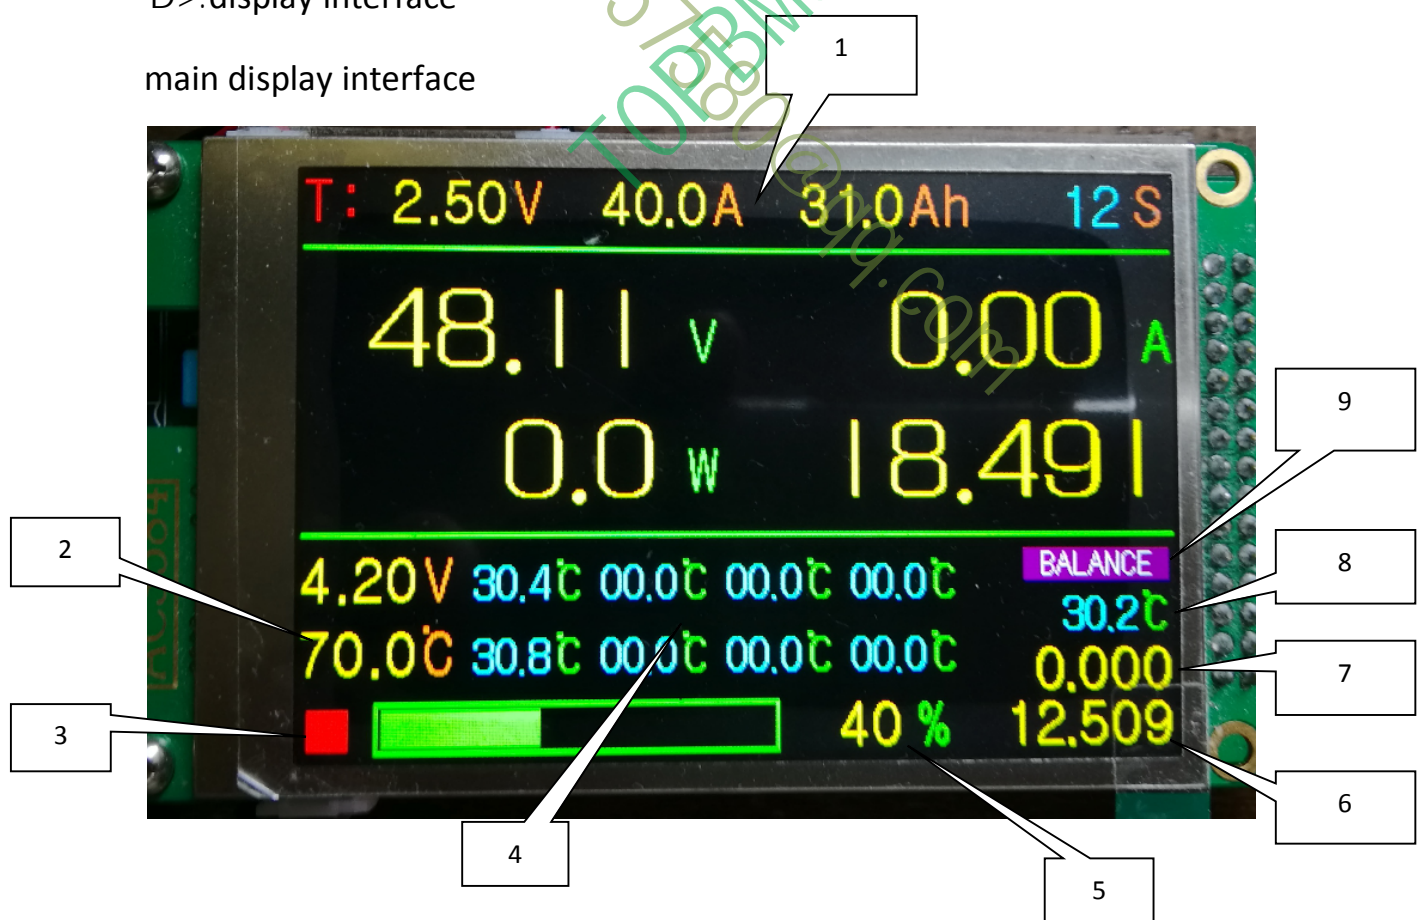 D>.display interface
main display interface
1
T: 2.50V 40.0A 31.0Ah 12 S
48.11 V 0.00 A
0.0 W 18.491
9
BALANCE
2
4.20V 30.4℃ 00.0℃ 00.0℃ 00.0℃
8
30.2℃
70.0℃ 30.8℃ 00.0℃ 00.0℃ 00.0℃
0.000
7
3
40 %
12.509
6
4
5